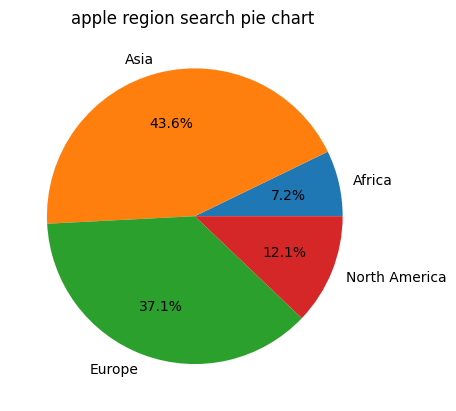 apple region search pie chart
Asia
43.6%
Africa
7.2%
12.1%
North America
37.1%
Europe